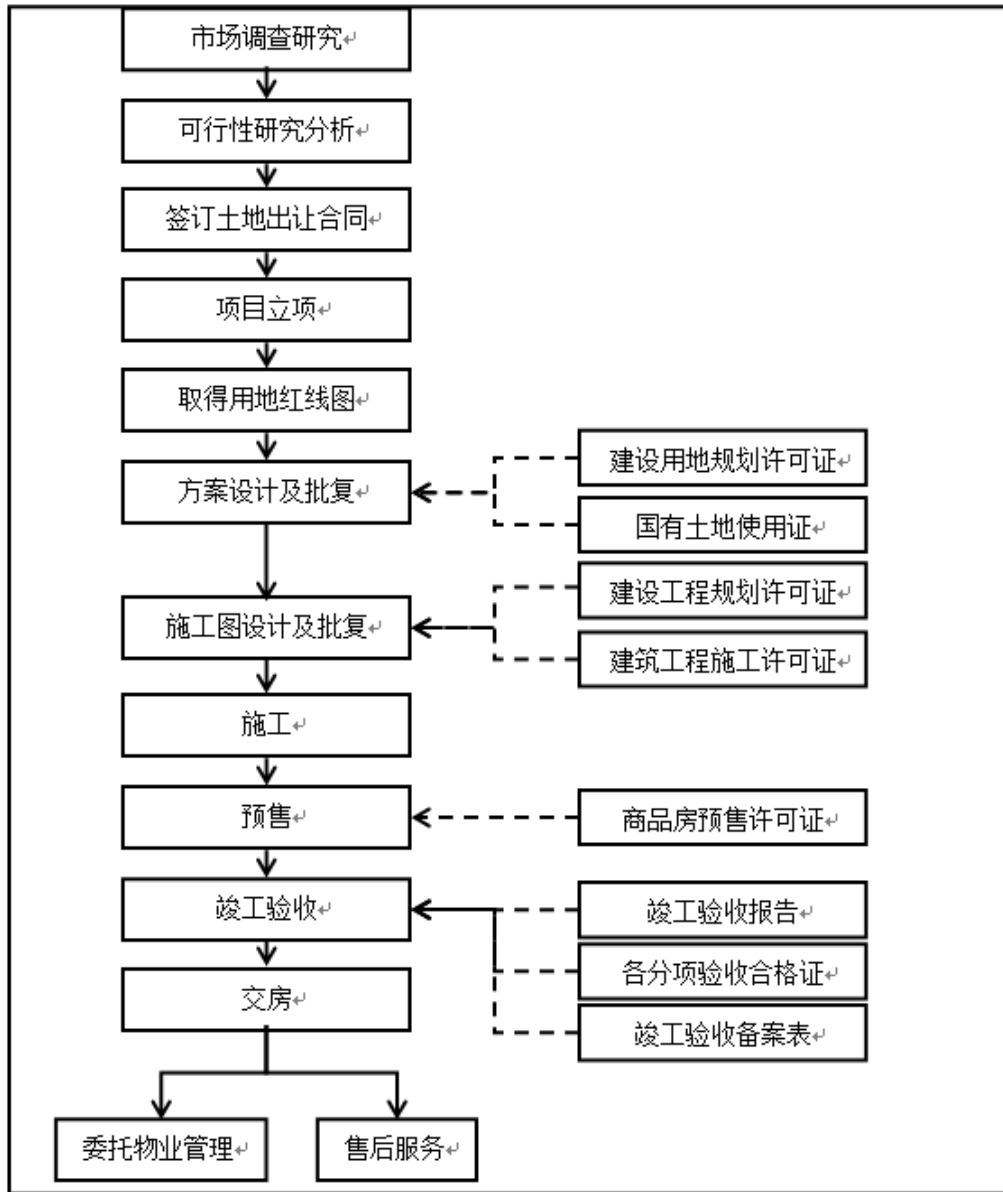 市场调查研究
可行性研究分析
签订土地出让合同
项目立项
取得用地红线图
建设用地规划许可证
方案设计及批复
国有土地使用证
建设工程规划许可证
施工图设计及批复
建筑工程施工许可证
施工
预售
商品房预售许可证
竣工验收
竣工验收报告
各分项验收合格证
交房
竣工验收备案表
委托物业管理
售后服务